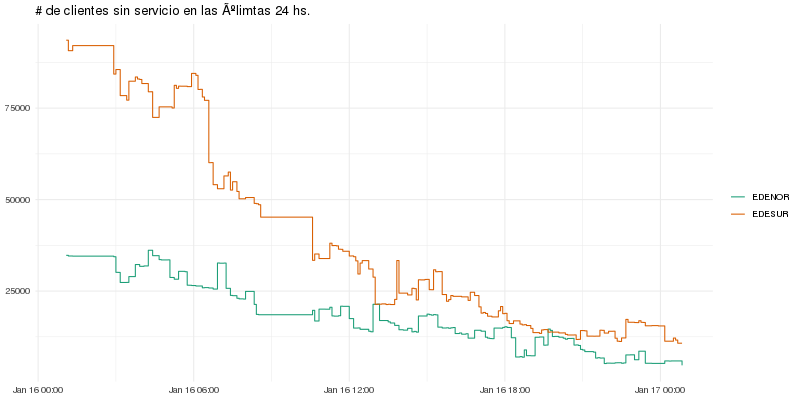 # de clientes sin servicio en las Ãºlimtas 24 hs.
75000
50000
25000
EDENOR
EDESUR
Jan 16 00:00 Jan 16 06:00 Jan 16 12:00 Jan 16 18:00 Jan 17 00:00